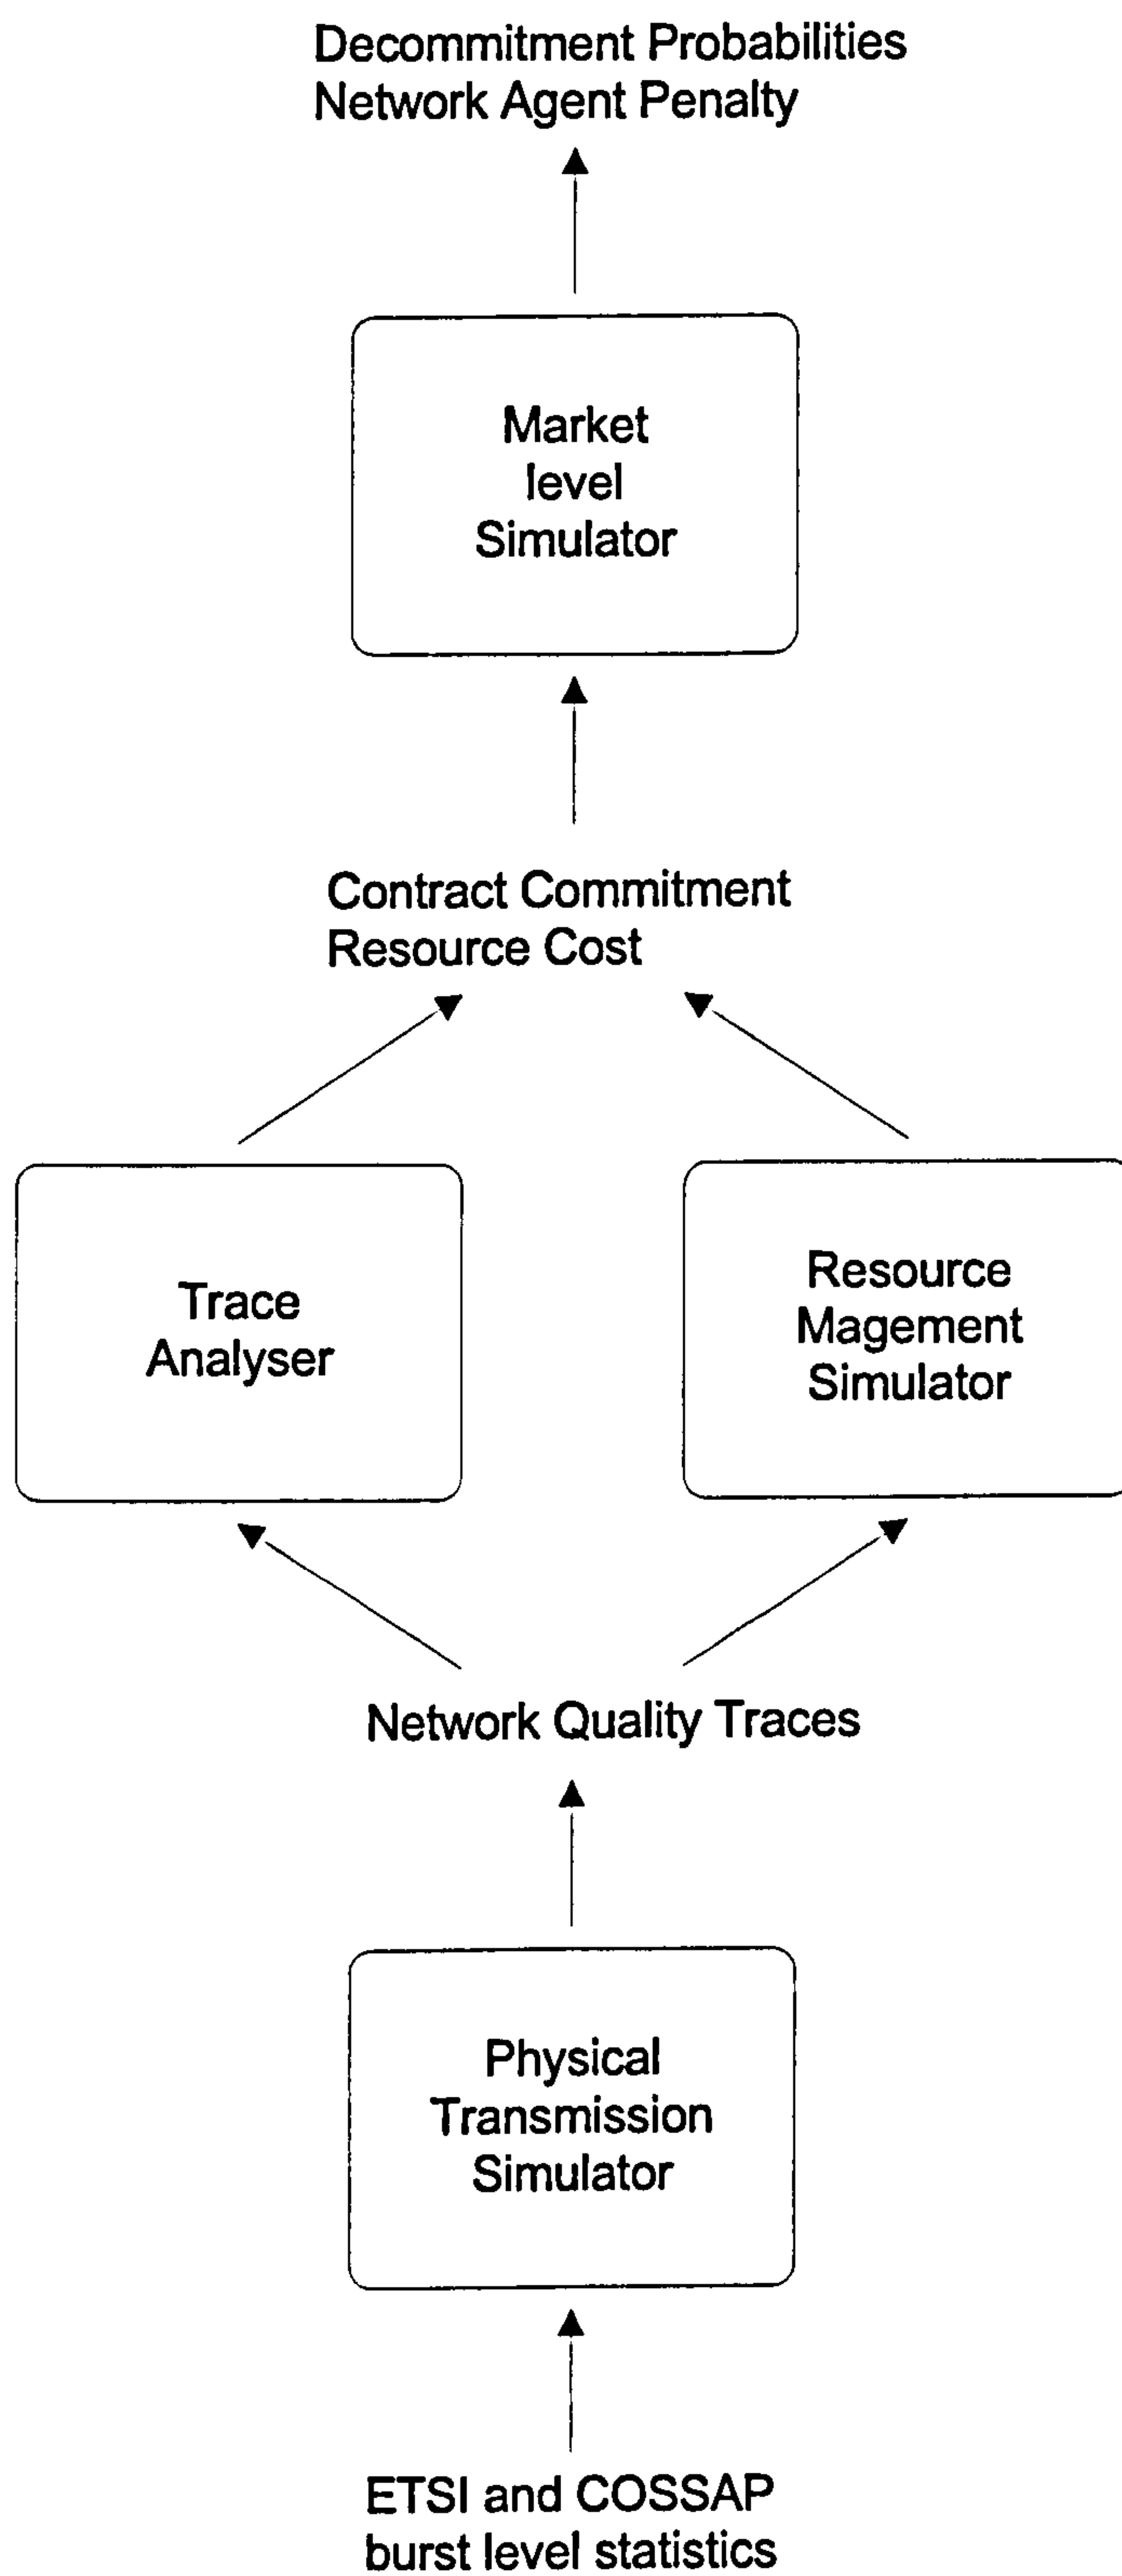 Decommitment Probabilities
Network Agent Penalty
Market
level
Simulator
Contract Commitment
Resource Cost
Trace
Analyser
Resource
Magement
Simulator
Network Quality Traces
Physical
Transmission
Simulator
ETSI and COSSAP
burst level statistics